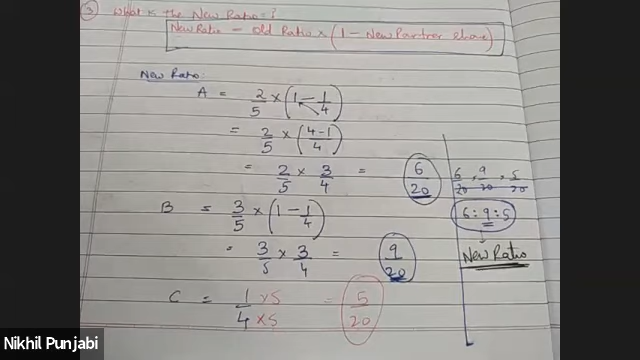 ③ What is the New Ratio = ?
New Ratio = Old Ratio × (1 − New Partner Share)
New Ratio:
A = 2/5 × (1 − 1/4)
= 2/5 × (4−1/4)
= 2/5 × 3/4 = 6/20
B = 3/5 × (1 − 1/4)
= 3/5 × 3/4 = 9/20
C = 1/4 ×5/×5 = 5/20
6/20 , 9/20 , 5/20
6 : 9 : 5
New Ratio
Nikhil Punjabi